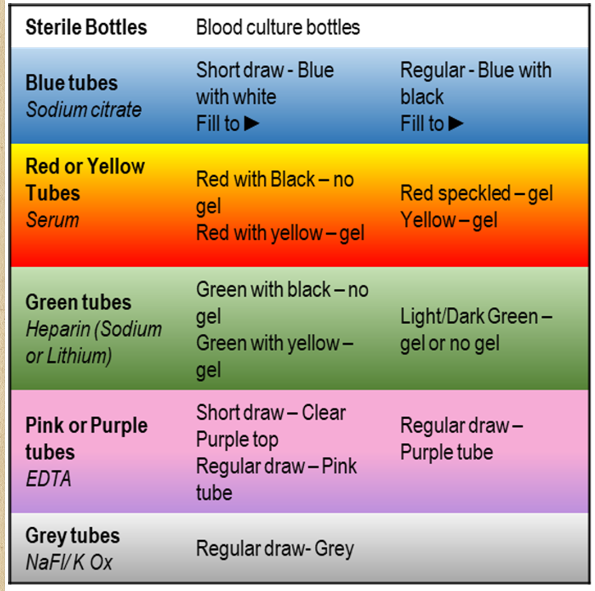 Sterile Bottles
Blood culture bottles
Blue tubes
Sodium citrate
Short draw - Blue
with white
Fill to ►
Regular - Blue with
black
Fill to ►
Red or Yellow
Tubes
Serum
Red with Black – no
gel
Red with yellow – gel
Red speckled – gel
Yellow – gel
Green tubes
Heparin (Sodium
or Lithium)
Green with black – no
gel
Green with yellow –
gel
Light/Dark Green –
gel or no gel
Pink or Purple
tubes
EDTA
Short draw – Clear
Purple top
Regular draw – Pink
tube
Regular draw –
Purple tube
Grey tubes
NaFl/ K Ox
Regular draw- Grey